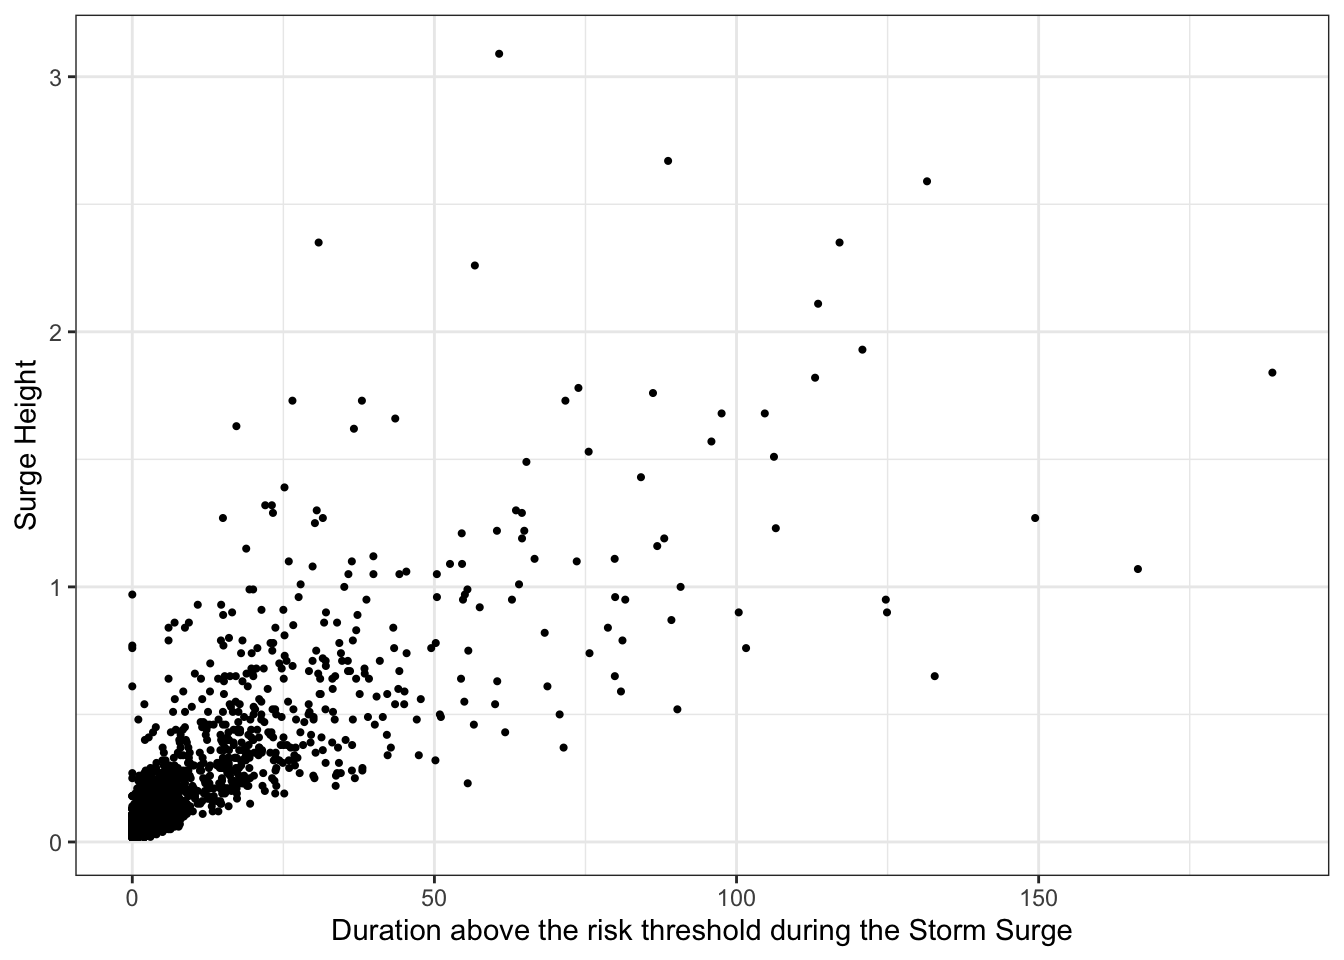 3
2
1
0
Surge Height
0 50 100 150
Duration above the risk threshold during the Storm Surge